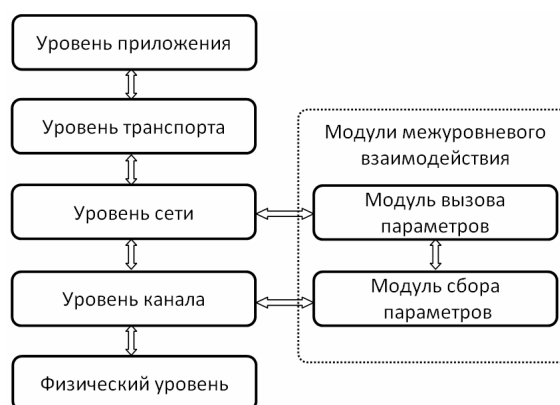 Уровень приложения
Уровень транспорта
Модули межуровневого
взаимодействия
Уровень сети
Модуль вызова
параметров
Уровень канала
Модуль сбора
параметров
Физический уровень